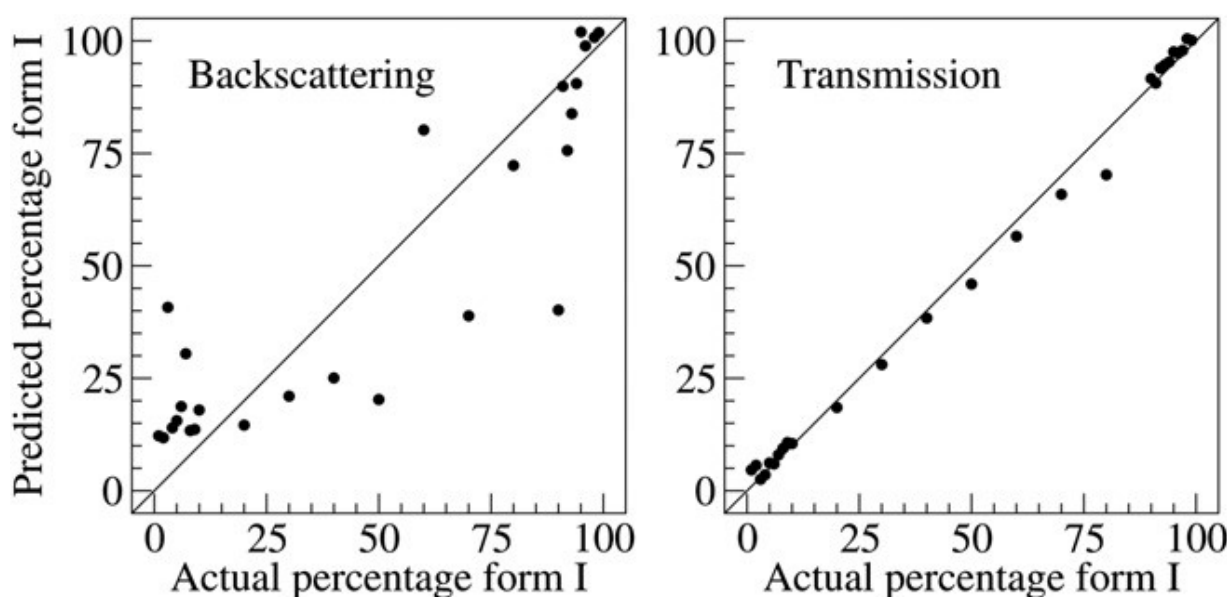 Predicted percentage form I
100
75
50
25
0
Backscattering
0 25 50 75 100
Actual percentage form I
100
75
50
25
0
Transmission
0 25 50 75 100
Actual percentage form I